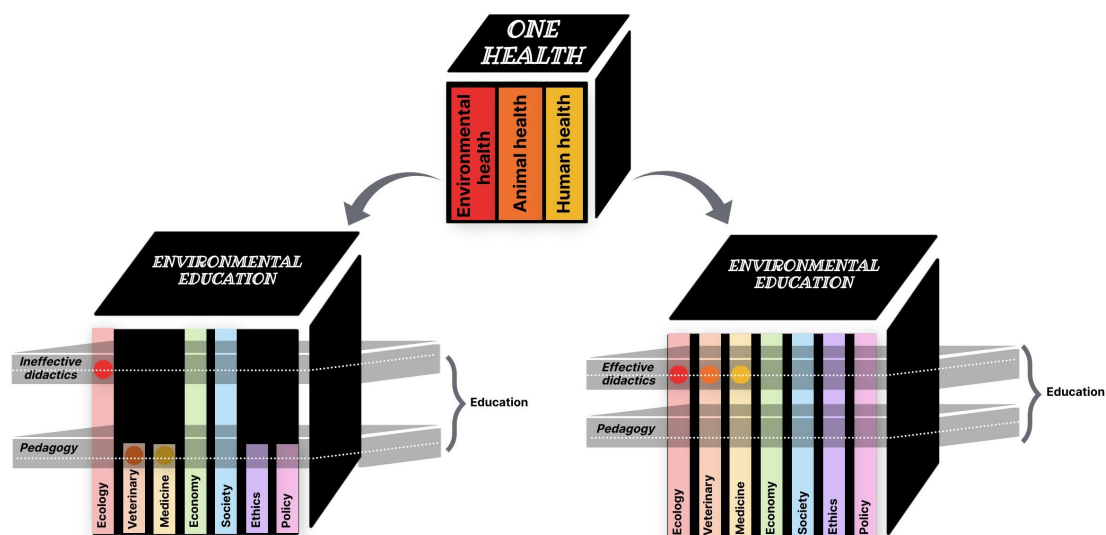 ONE
HEALTH
Environmental
health
Animal health
Human health
ENVIRONMENTAL
EDUCATION
Ineffective
didactics
Pedagogy
Education
Ecology
Veterinary
Medicine
Economy
Society
Ethics
Policy
ENVIRONMENTAL
EDUCATION
Effective
didactics
Pedagogy
Education
Ecology
Veterinary
Medicine
Economy
Society
Ethics
Policy